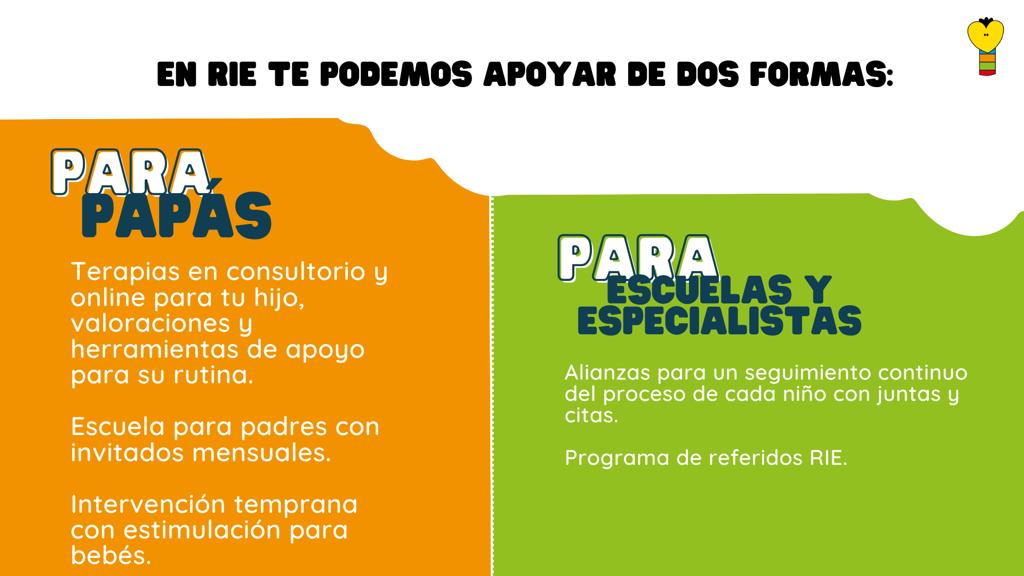 EN RIE TE PODEMOS APOYAR DE DOS FORMAS:
PARA
PAPÁS
Terapias en consultorio y
online para tu hijo,
valoraciones y
herramientas de apoyo
para su rutina.
Escuela para padres con
invitados mensuales.
Intervención temprana
con estimulación para
bebés.
PARA
ESCUELAS Y
ESPECIALISTAS
Alianzas para un seguimiento continuo
del proceso de cada niño con juntas y
citas.
Programa de referidos RIE.